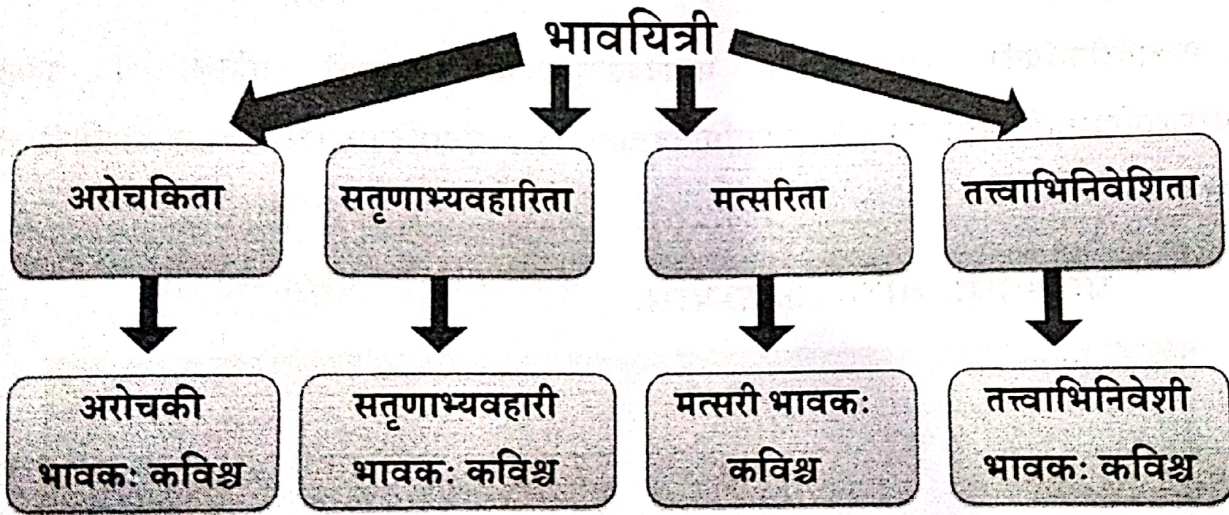 भावयित्री
अरोचकिता
सतृणाभ्यवहारिता
मत्सरिता
तत्त्वाभिनिवेशिता
अरोचकी
भावकः कविश्च
सतृणाभ्यवहारी
भावकः कविश्च
मत्सरी भावकः
कविश्च
तत्त्वाभिनिवेशी
भावकः कविश्च